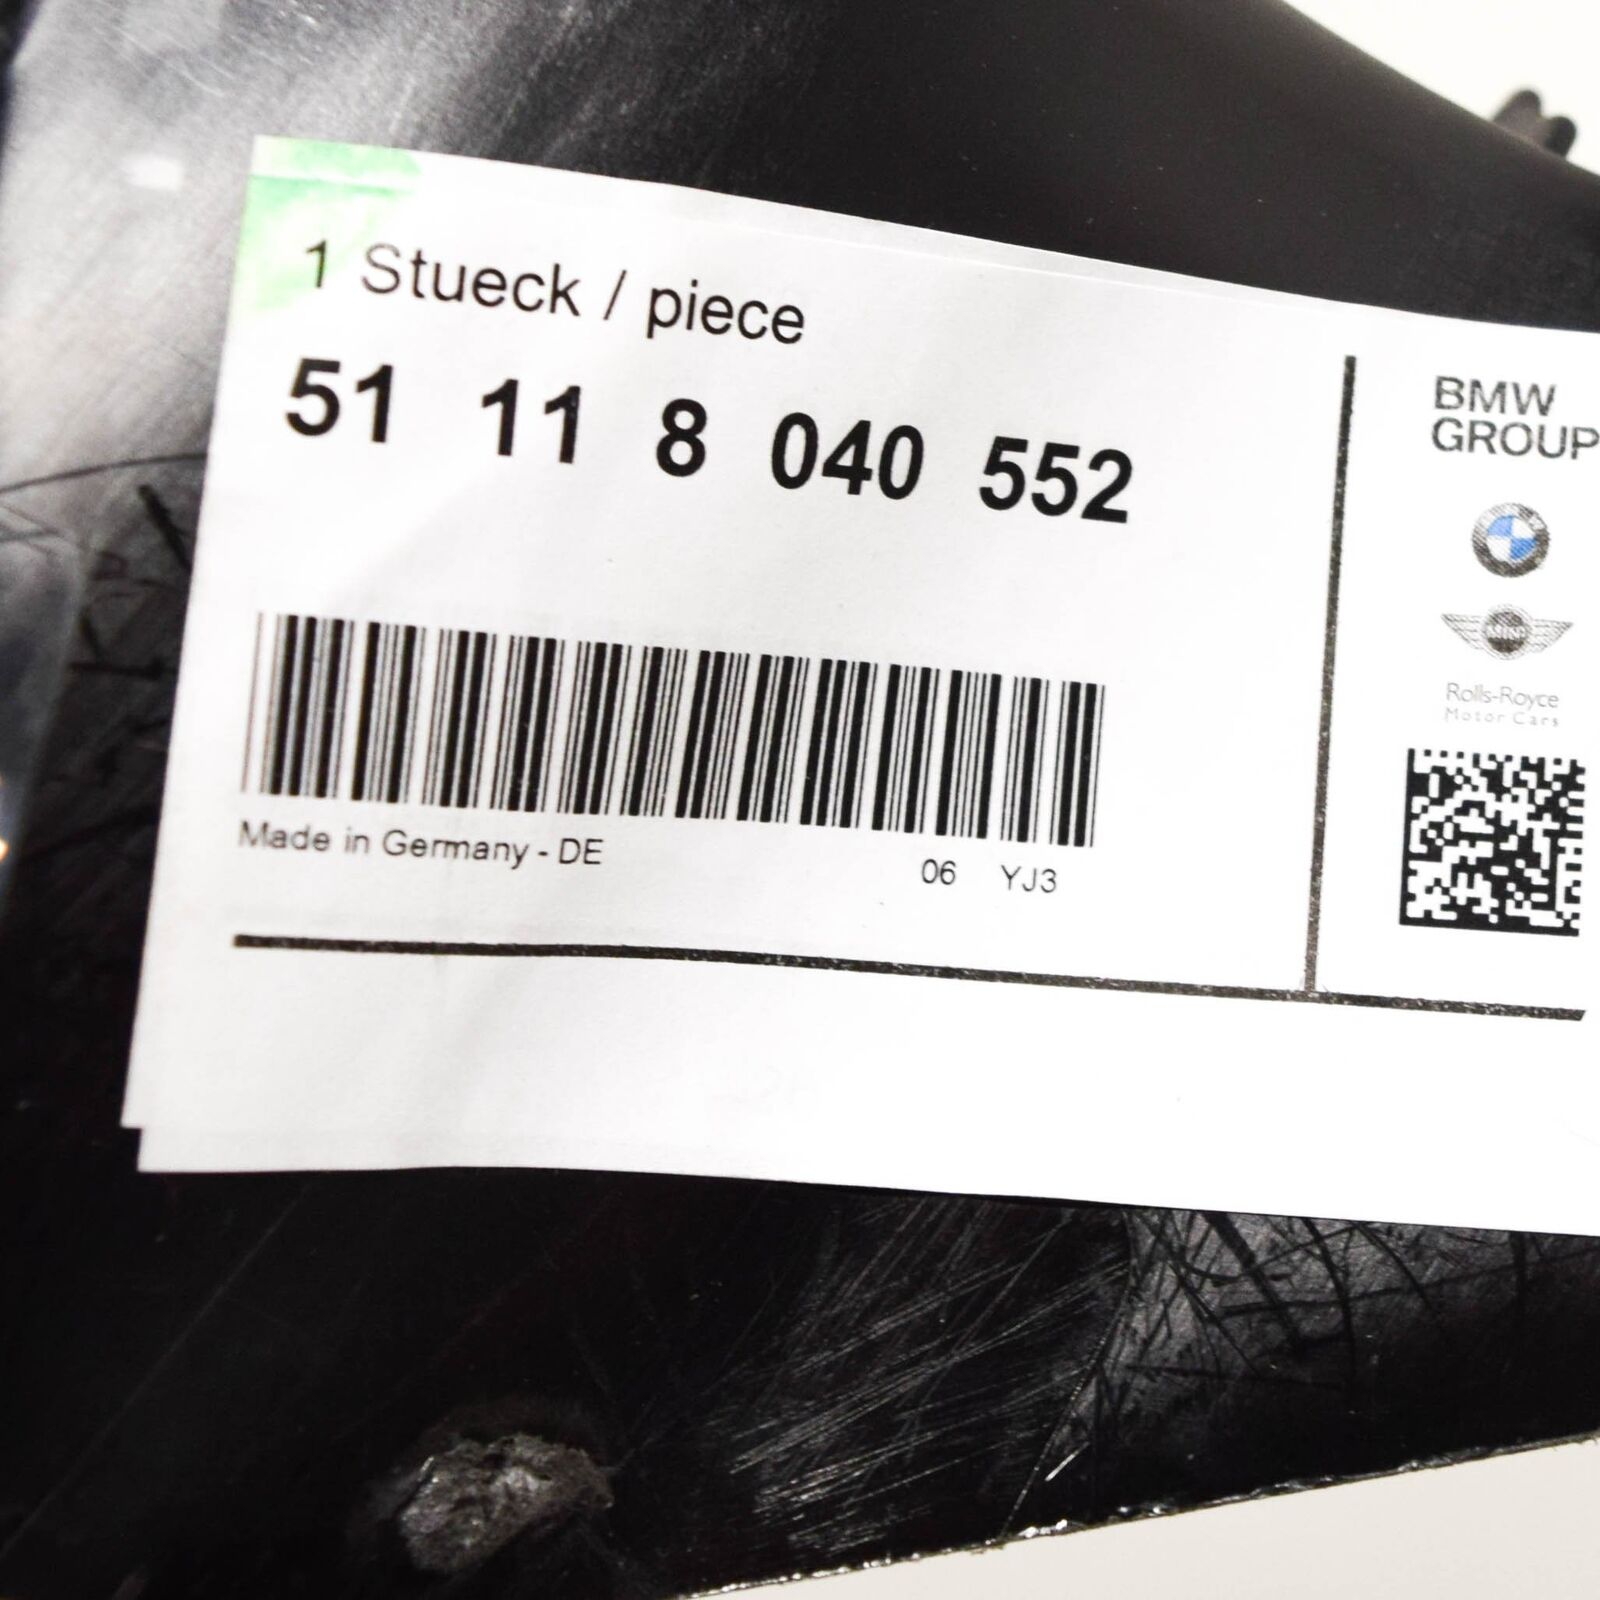 1 Stueck / piece
51 11 8 040 552
Made in Germany - DE
06 YJ3
BMW
GROUP
MINI
Rolls-Royce
Motor Cars